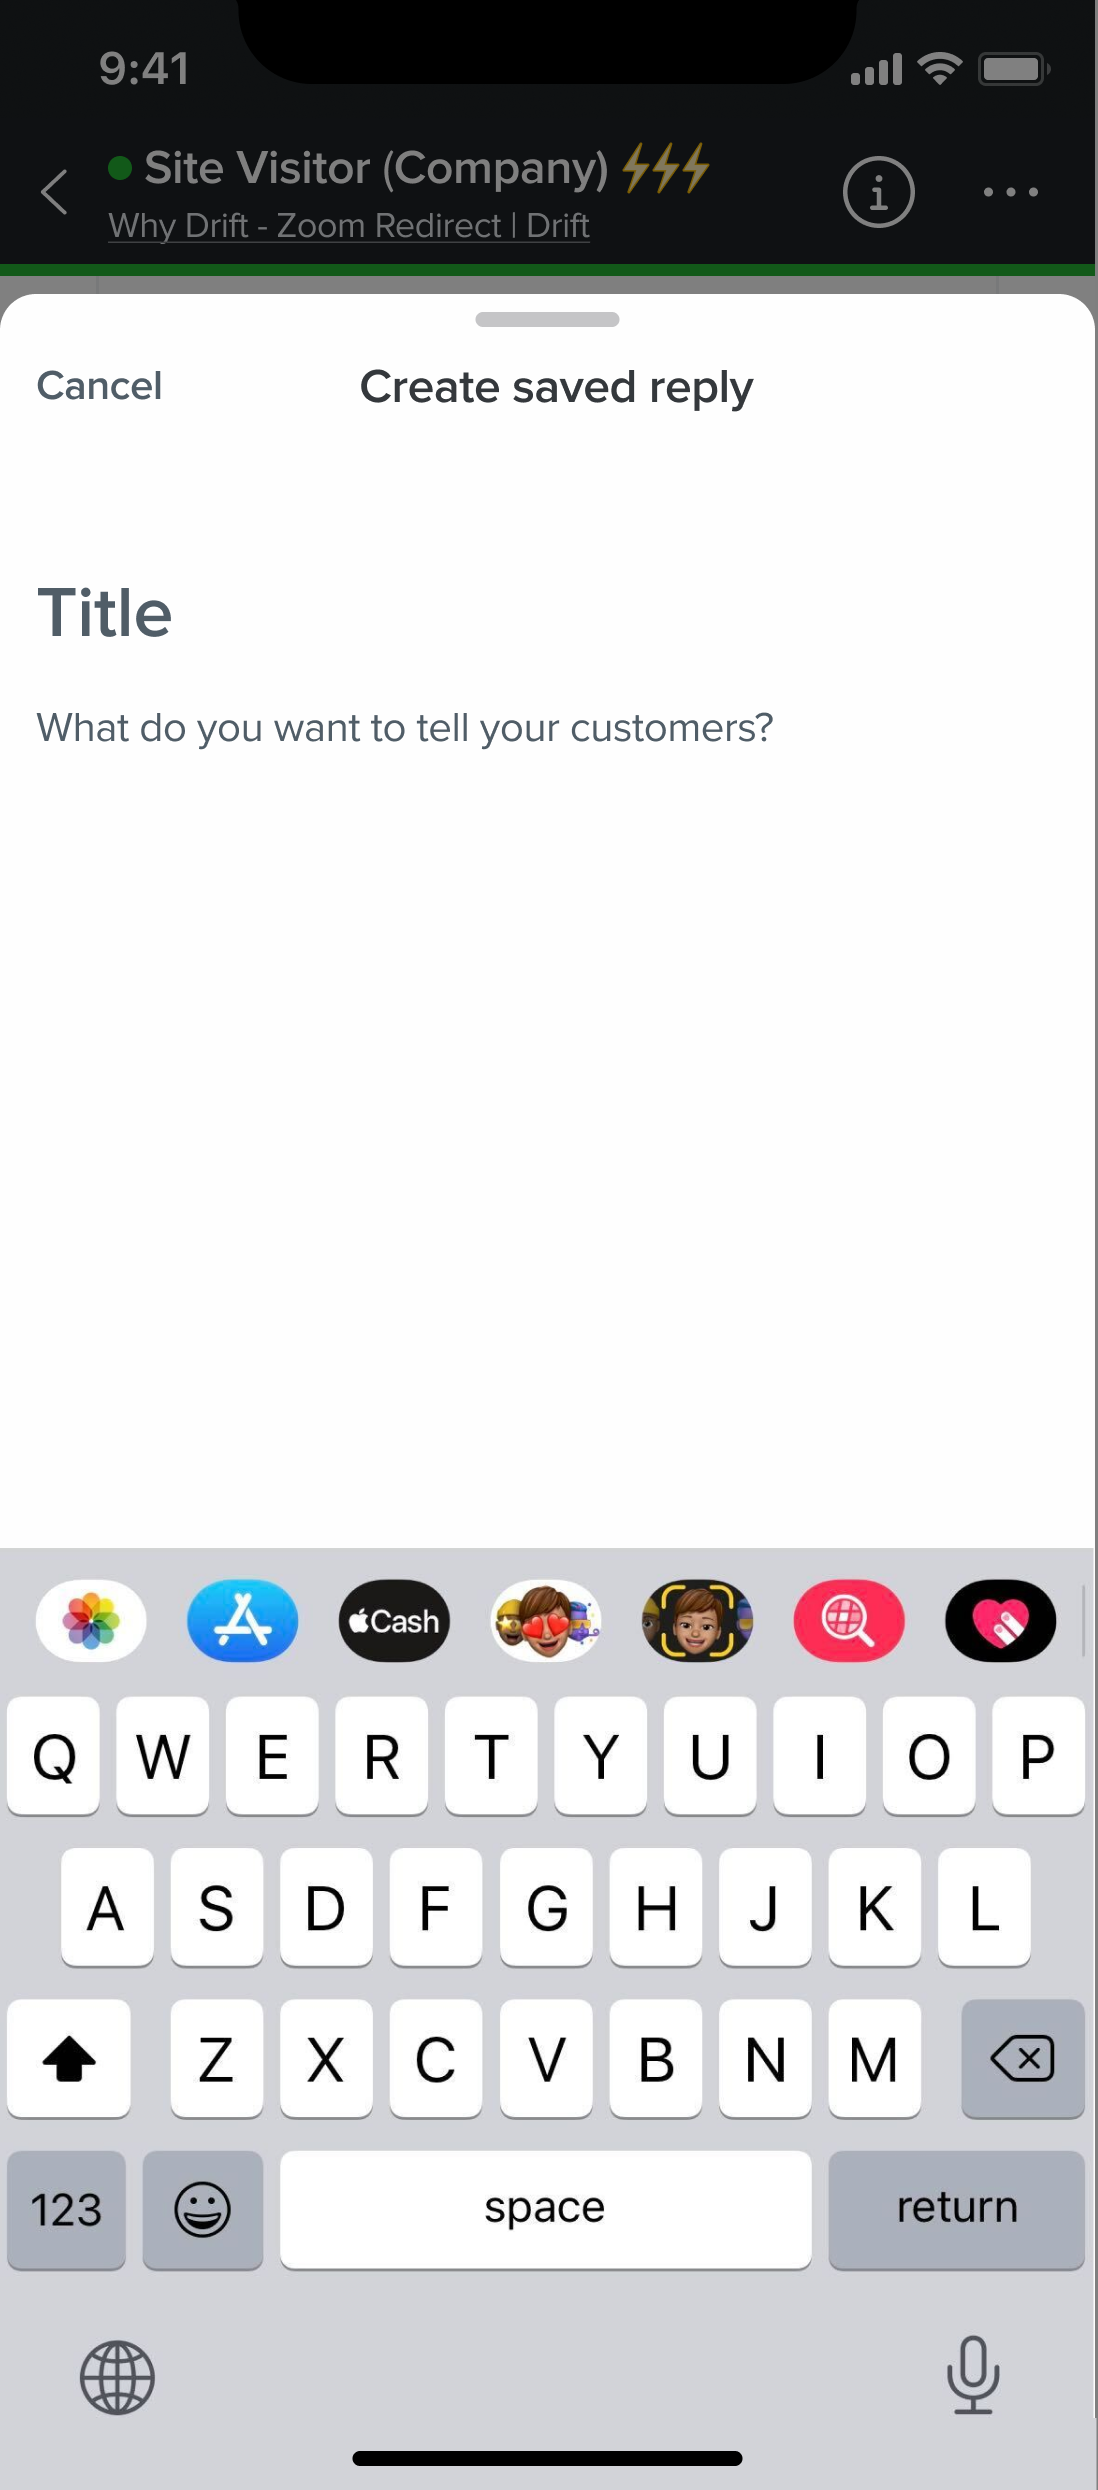 9:41
Site Visitor (Company) ⚡⚡⚡
Why Drift - Zoom Redirect | Drift
Cancel
Create saved reply
Title
What do you want to tell your customers?
Cash
Q W E R T Y U I O P
A S D F G H J K L
Z X C V B N M
123
space
return